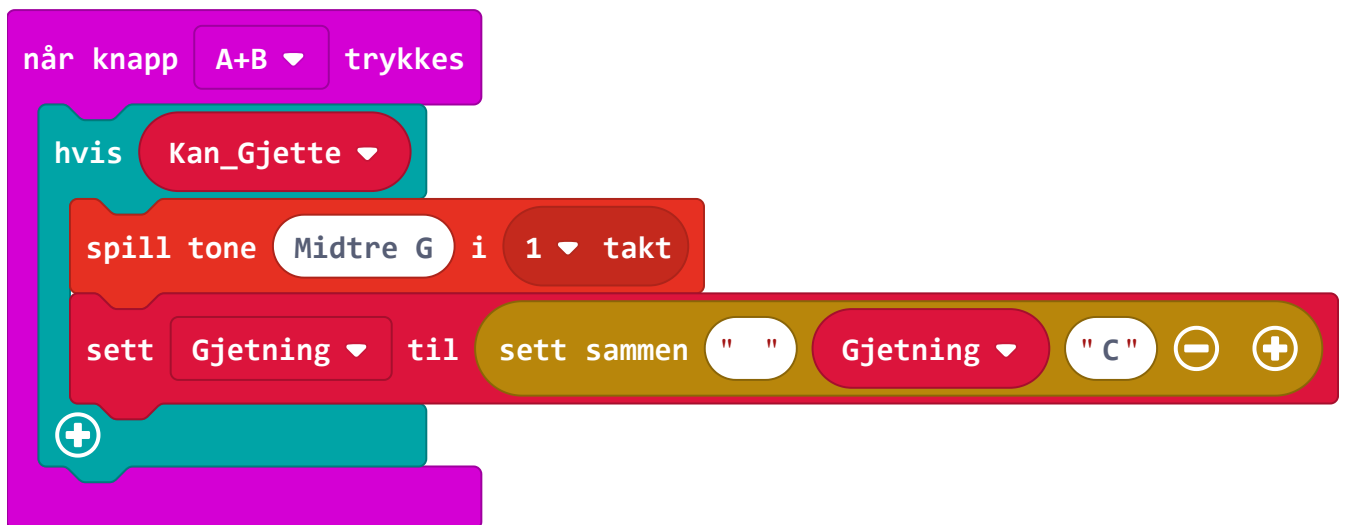 når knapp A+B trykkes
hvis Kan_Gjette
spill tone Midtre G i 1 takt
sett Gjetning til sett sammen " " Gjetning "C"